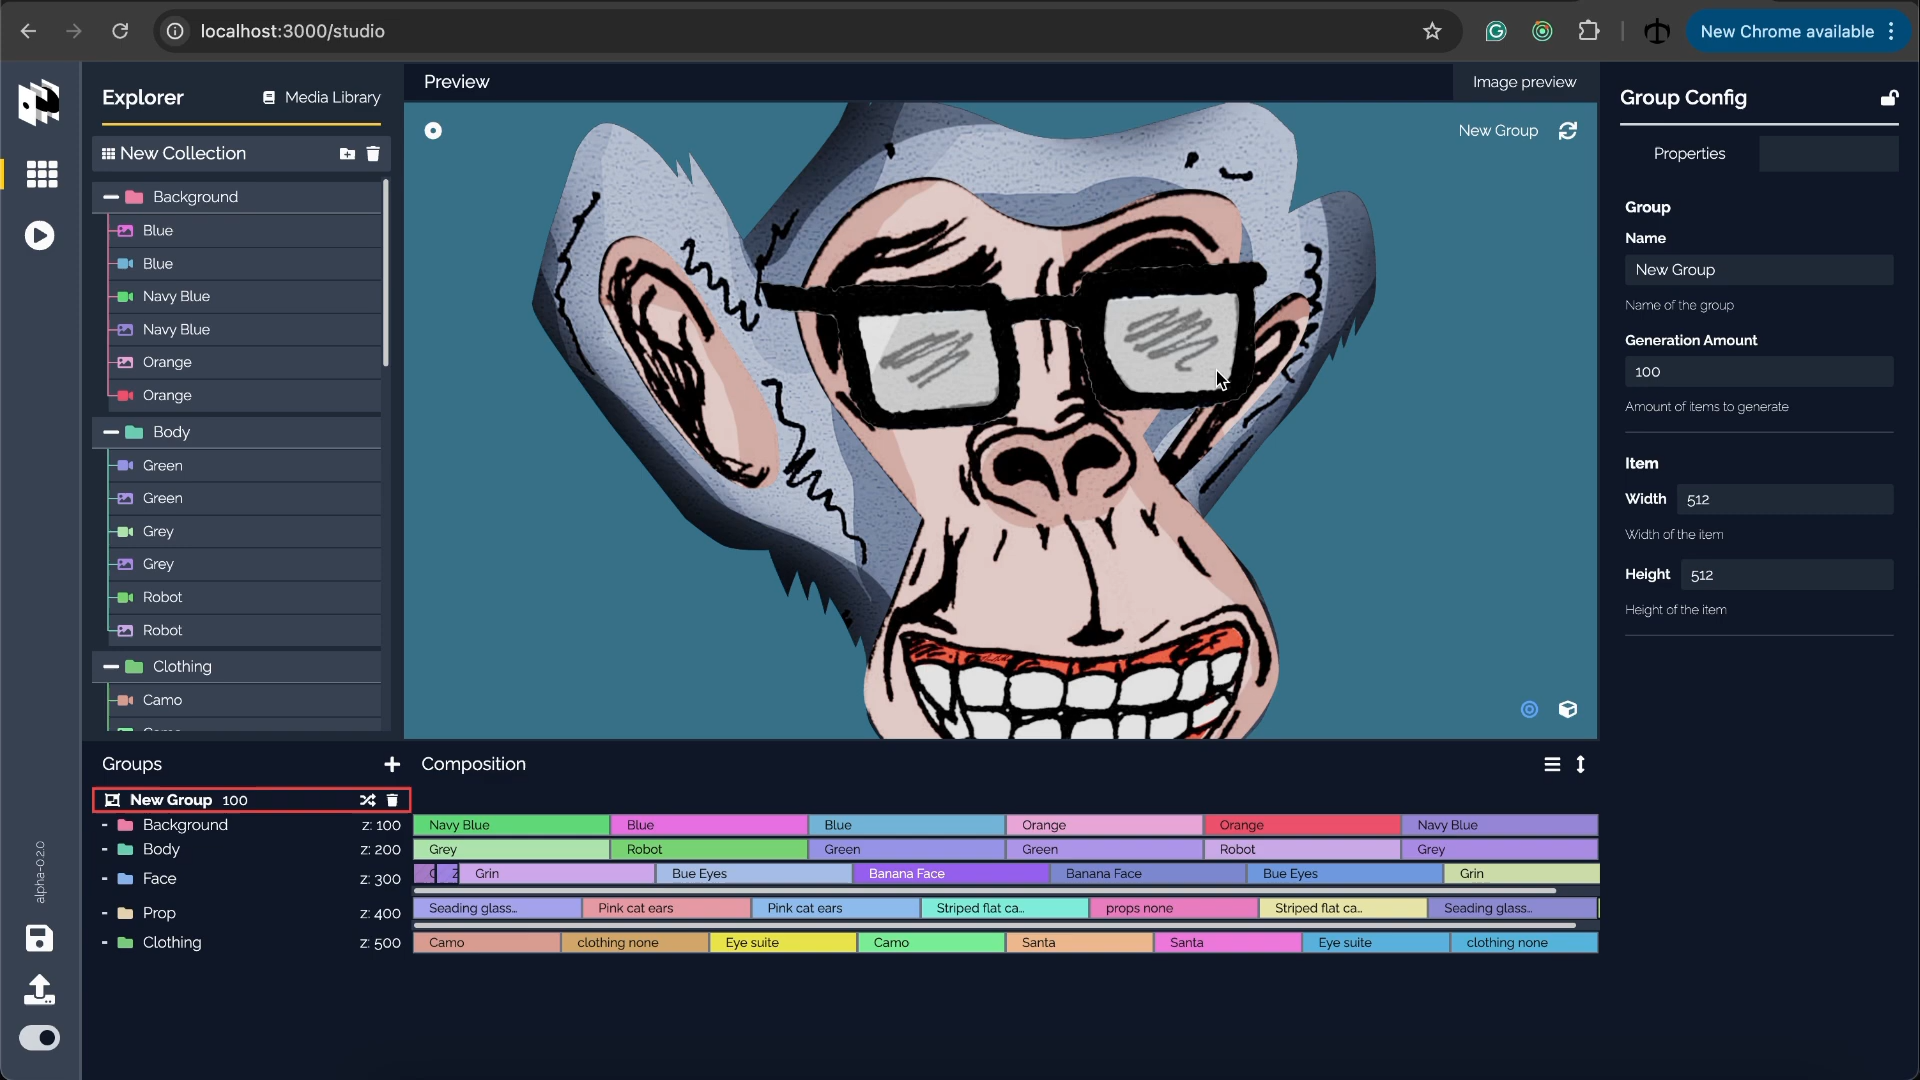 localhost:3000/studio
New Chrome available
Explorer
Media Library
New Collection
Background
Blue
Blue
Navy Blue
Navy Blue
Orange
Orange
Body
Green
Green
Grey
Grey
Robot
Robot
Clothing
Camo
Preview
Image preview
New Group
Group Config
Properties
Group
Name
New Group
Name of the group
Generation Amount
100
Amount of items to generate
Item
Width 512
Width of the item
Height 512
Height of the item
Groups
Composition
New Group 100
Background z: 100 Navy Blue Blue Blue Orange Orange Navy Blue
Body z: 200 Grey Robot Green Green Robot Grey
Face z: 300 Grin Bue Eyes Banana Face Banana Face Bue Eyes Grin
Prop z: 400 Seading glass... Pink cat ears Pink cat ears Striped flat ca... props none Striped flat ca... Seading glass...
Clothing z: 500 Camo clothing none Eye suite Camo Santa Santa Eye suite clothing none
alpha-0.2.0